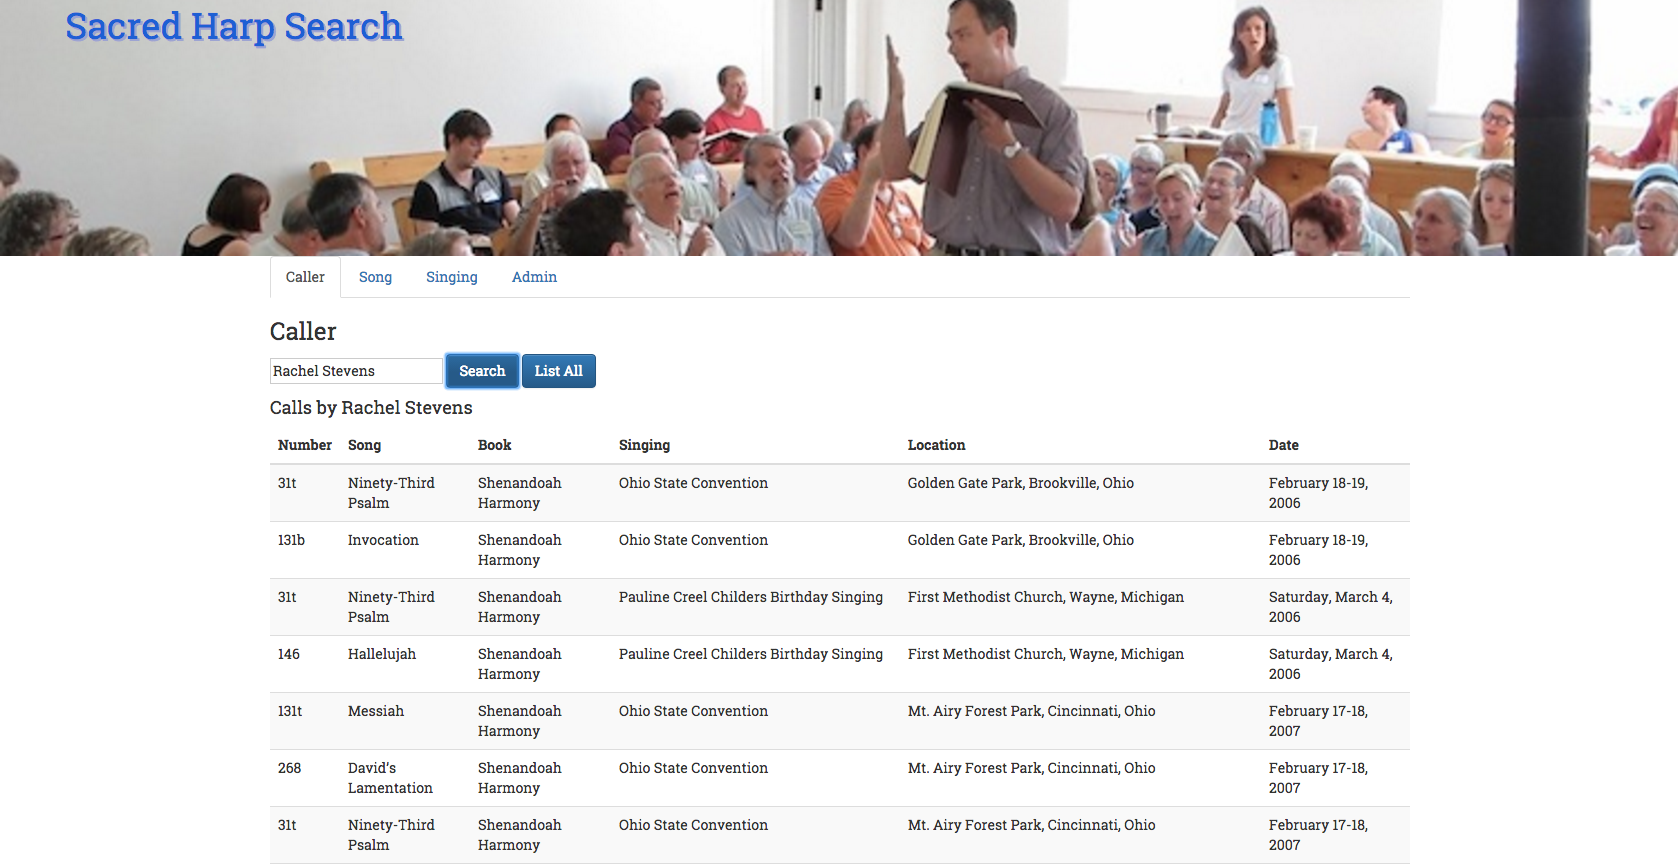 Sacred Harp Search
Caller Song Singing Admin
Caller
Rachel Stevens Search List All
Calls by Rachel Stevens
Number Song Book Singing Location Date
31t Ninety-Third Shenandoah Ohio State Convention Golden Gate Park, Brookville, Ohio February 18-19,
Psalm Harmony 2006
131b Invocation Shenandoah Ohio State Convention Golden Gate Park, Brookville, Ohio February 18-19,
Harmony 2006
31t Ninety-Third Shenandoah Pauline Creel Childers Birthday Singing First Methodist Church, Wayne, Michigan Saturday, March 4,
Psalm Harmony 2006
146 Hallelujah Shenandoah Pauline Creel Childers Birthday Singing First Methodist Church, Wayne, Michigan Saturday, March 4,
Harmony 2006
131t Messiah Shenandoah Ohio State Convention Mt. Airy Forest Park, Cincinnati, Ohio February 17-18,
Harmony 2007
268 David's Shenandoah Ohio State Convention Mt. Airy Forest Park, Cincinnati, Ohio February 17-18,
Lamentation Harmony 2007
31t Ninety-Third Shenandoah Ohio State Convention Mt. Airy Forest Park, Cincinnati, Ohio February 17-18,
Psalm Harmony 2007